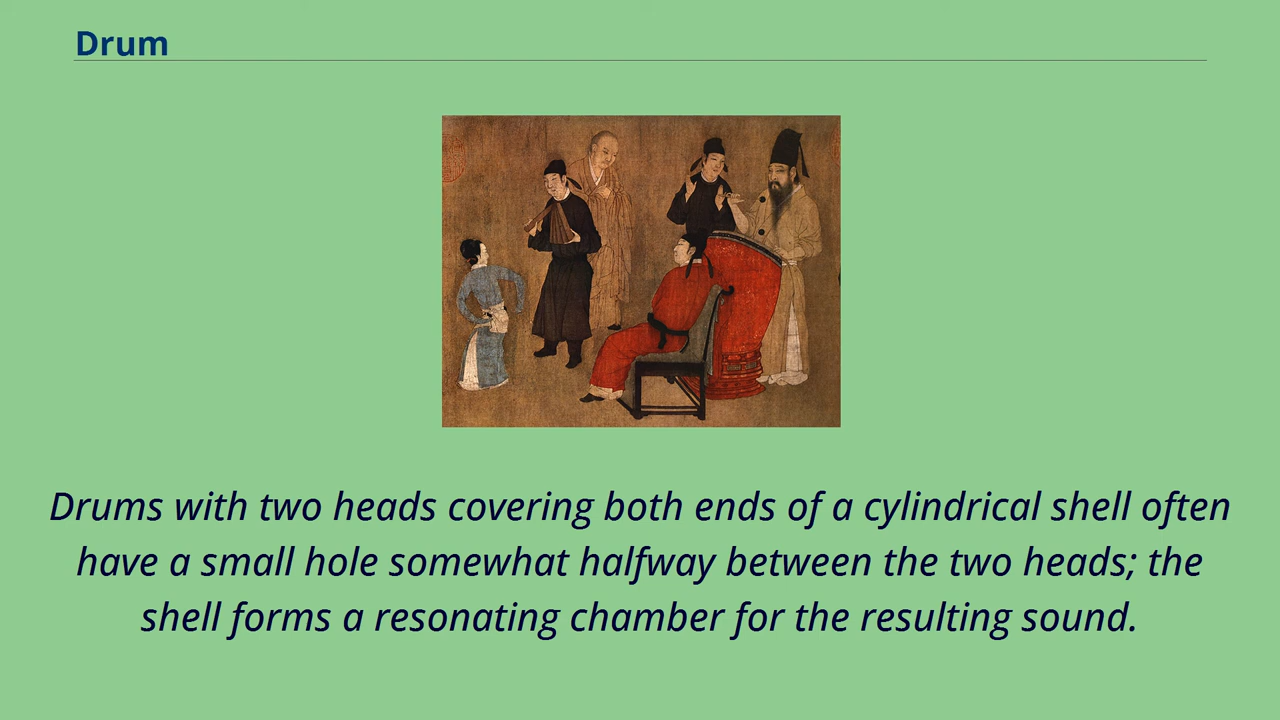 Drum
Drums with two heads covering both ends of a cylindrical shell often
have a small hole somewhat halfway between the two heads; the
shell forms a resonating chamber for the resulting sound.